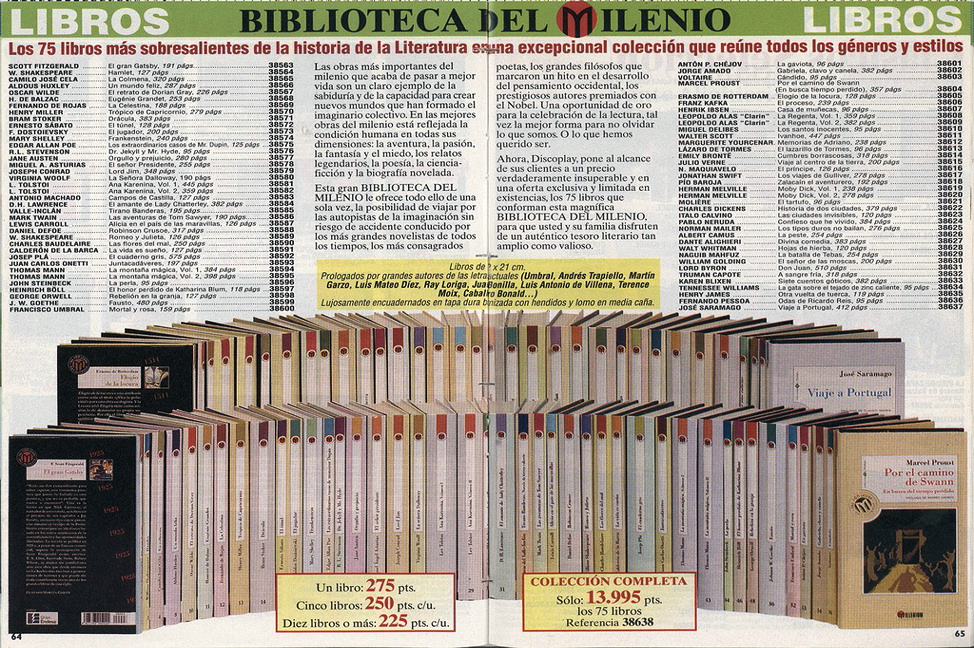 LIBROS
BIBLIOTECA DEL MILENIO
LIBROS
Los 75 libros más sobresalientes de la historia de la Literatura en una excepcional colección que reúne todos los géneros y estilos
SCOTT FITZGERALD El gran Gatsby, 191 págs 38563
W. SHAKESPEARE Hamlet, 127 págs 38564
CAMILO JOSÉ CELA La Colmena, 320 págs 38565
ALDOUS HUXLEY Un mundo feliz, 287 págs 38566
OSCAR WILDE El retrato de Dorian Gray, 226 págs 38567
H. DE BALZAC Eugénie Grandet, 253 págs 38568
FERNANDO DE ROJAS La Celestina, 188 págs 38569
HENRY MILLER Trópico de Capricornio, 279 págs 38570
BRAM STOKER Drácula, 383 págs 38571
ERNESTO SÁBATO El túnel, 128 págs 38572
F. DOSTOIEVSKY El jugador, 200 págs 38573
MARY SHELLEY Frankenstein, 240 págs 38574
EDGAR ALLAN POE Los extraordinarios casos de Mr. Dupin, 125 págs 38575
R.L. STEVENSON Dr. Jekyll y Mr. Hyde, 95 págs 38576
JANE AUSTEN Orgullo y prejuicio, 280 págs 38577
MIGUEL A. ASTURIAS El señor Presidente, 255 págs 38578
JOSEPH CONRAD Lord Jim, 348 págs 38579
VIRGINIA WOOLF La Señora Dalloway, 190 págs 38580
L. TOLSTOI Ana Karenina, Vol. 1, 445 págs 38581
L. TOLSTOI Ana Karenina, Vol. 2, 359 págs 38582
ANTONIO MACHADO Campos de Castilla, 127 págs 38583
D.H. LAWRENCE El amante de Lady Chatterley, 382 págs 38584
VALLE-INCLÁN Tirano Banderas, 195 págs 38585
MARK TWAIN Las aventuras de Tom Sawyer, 190 págs 38586
LEWIS CARROLL Alicia en el país de las maravillas, 126 págs 38587
DANIEL DEFOE Robinson Crusoe, 317 págs 38588
W. SHAKESPEARE Romeo y Julieta, 126 págs 38589
CHARLES BAUDELAIRE Las flores del mal, 250 págs 38590
CALDERÓN DE LA BARCA La vida es sueño, 127 págs 38591
JOSEP PLÁ El cuaderno gris, 575 págs 38592
JUAN CARLOS ONETTI Juntacadáveres, 197 págs 38593
THOMAS MANN La montaña mágica, Vol. 1, 384 págs 38594
THOMAS MANN La montaña mágica, Vol. 2, 398 págs 38595
JOHN STEINBECK La perla, 95 págs 38596
HEINRICH BÖLL El honor perdido de Katharina Blum, 118 págs 38597
GEORGE ORWELL Rebelión en la granja, 127 págs 38598
J. W. GOETHE Fausto, 480 págs 38599
FRANCISCO UMBRAL Mortal y rosa, 159 págs 38600
Las obras más importantes del
milenio que acaba de pasar a mejor
vida son un claro ejemplo de la
sabiduría y de la capacidad para crear
nuevos mundos que han formado el
imaginario colectivo. En las mejores
obras del milenio está reflejada la
condición humana en todas sus
dimensiones: la aventura, la pasión,
la fantasía y el miedo, los relatos
legendarios, la poesía, la ciencia-
ficción y la biografía novelada.
Esta gran BIBLIOTECA DEL
MILENIO le ofrece todo ello de una
sola vez, la posibilidad de viajar por
las autopistas de la imaginación sin
riesgo de accidente conducido por
los más grandes novelistas de todos
los tiempos, los más consagrados
poetas, los grandes filósofos que
marcaron un hito en el desarrollo
del pensamiento occidental, los
prestigiosos autores premiados con
el Nobel. Una oportunidad de oro
para la celebración de la lectura, tal
vez la mejor forma para no olvidar
lo que somos. O lo que hemos
querido ser.
Ahora, Discoplay, pone al alcance
de sus clientes a un precio
verdaderamente insuperable y en
una oferta exclusiva y limitada en
existencias, los 75 libros que
conforman esta magnífica
BIBLIOTECA DEL MILENIO,
para que usted y su familia disfruten
de un auténtico tesoro literario tan
amplio como valioso.
ANTÓN P. CHÉJOV La gaviota, 96 págs 38601
JORGE AMADO Gabriela, clavo y canela, 382 págs 38602
VOLTAIRE Cándido, 95 págs 38603
MARCEL PROUST Por el camino de Swann
(En busca tiempo perdido), 357 págs 38604
ERASMO DE ROTTERDAM Elogio de la locura, 128 págs 38605
FRANZ KAFKA El proceso, 239 págs 38606
HENRIK IBSEN Casa de muñecas, 96 págs 38607
LEOPOLDO ALAS "Clarín" La Regenta, Vol. 1, 359 págs 38608
LEOPOLDO ALAS "Clarín" La Regenta, Vol. 2, 382 págs 38609
MIGUEL DELIBES Los santos inocentes, 95 págs 38610
WALTER SCOTT Ivanhoe, 447 págs 38611
MARGUERITE YOURCENAR Memorias de Adriano, 238 págs 38612
LÁZARO DE TORMES El lazarillo de Tormes, 96 págs 38613
EMILY BRONTË Cumbres borrascosas, 318 págs 38614
JULIO VERNE Viaje al centro de la tierra, 200 págs 38615
N. MAQUIAVELO El príncipe, 126 págs 38616
JONATHAN SWIFT Los viajes de Gulliver, 278 págs 38617
PÍO BAROJA Zalacaín el aventurero, 192 págs 38618
HERMAN MELVILLE Moby Dick, Vol. 1, 238 págs 38619
HERMAN MELVILLE Moby Dick, Vol. 2, 278 págs 38620
MOLIÈRE El tartufo, 90 págs 38621
CHARLES DICKENS Historia de dos ciudades, 379 págs 38622
ITALO CALVINO Las ciudades invisibles, 120 págs 38623
PABLO NERUDA Confieso que he vivido, 384 págs 38624
NORMAN MAILER Los tipos duros no bailan, 276 págs 38625
ALBERT CAMUS La peste, 254 págs 38626
DANTE ALIGHIERI Divina comedia, 383 págs 38627
WALT WHITMAN Hojas de hierba, 120 págs 38628
NAGUIB MAHFUZ La batalla de Tebas, 254 págs 38629
WILLIAM GOLDING El señor de las moscas, 200 págs 38630
LORD BYRON Don Juan, 510 págs 38631
TRUMAN CAPOTE A sangre fría, 318 págs 38632
KAREN BLIXEN Siete cuentos góticos, 382 págs 38633
TENNESSEE WILLIAMS La gata sobre el tejado de zinc caliente, 95 págs 38634
HENRY JAMES Otra vuelta de tuerca, 119 págs 38635
FERNANDO PESSOA Odas de Ricardo Reis, 95 págs 38636
JOSÉ SARAMAGO Viaje a Portugal, 412 págs 38637
Libros de x 21 cm.
Prologados por grandes autores de las letras actuales (Umbral, Andrés Trapiello, Martín
Garzo, Luis Mateo Díez, Ray Loriga, Juan Bonilla, Luis Antonio de Villena, Terence
Moix, Caballero Bonald...)
Lujosamente encuadernados en tapa dura barnizada con hendidos y lomo en media caña.
Erasmo de Rotterdam
Elogio
de la locura
1511
José Saramago
Viaje a Portugal
F. Scott Fitzgerald
El gran Gatsby
1925
Marcel Proust
Por el camino
de Swann
En busca del tiempo perdido
MILLENIUM
Un libro: 275 pts.
Cinco libros: 250 pts. c/u.
Diez libros o más: 225 pts. c/u.
COLECCIÓN COMPLETA
Sólo: 13.995 pts.
los 75 libros
Referencia 38638
64
65